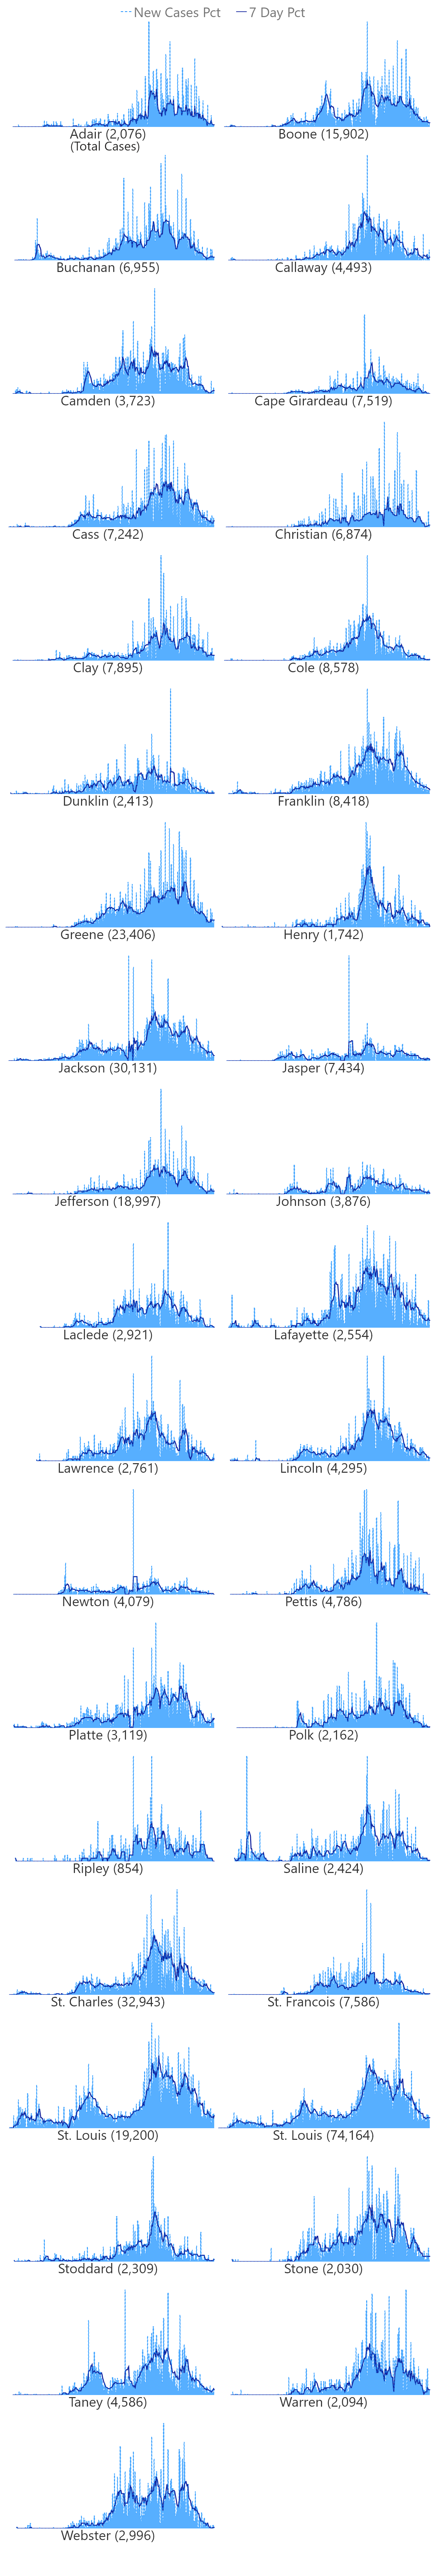 New Cases Pct 7 Day Pct
Adair (2,076)
(Total Cases)
Boone (15,902)
Buchanan (6,955)
Callaway (4,493)
Camden (3,723)
Cape Girardeau (7,519)
Cass (7,242)
Christian (6,874)
Clay (7,895)
Cole (8,578)
Dunklin (2,413)
Franklin (8,418)
Greene (23,406)
Henry (1,742)
Jackson (30,131)
Jasper (7,434)
Jefferson (18,997)
Johnson (3,876)
Laclede (2,921)
Lafayette (2,554)
Lawrence (2,761)
Lincoln (4,295)
Newton (4,079)
Pettis (4,786)
Platte (3,119)
Polk (2,162)
Ripley (854)
Saline (2,424)
St. Charles (32,943)
St. Francois (7,586)
St. Louis (19,200)
St. Louis (74,164)
Stoddard (2,309)
Stone (2,030)
Taney (4,586)
Warren (2,094)
Webster (2,996)